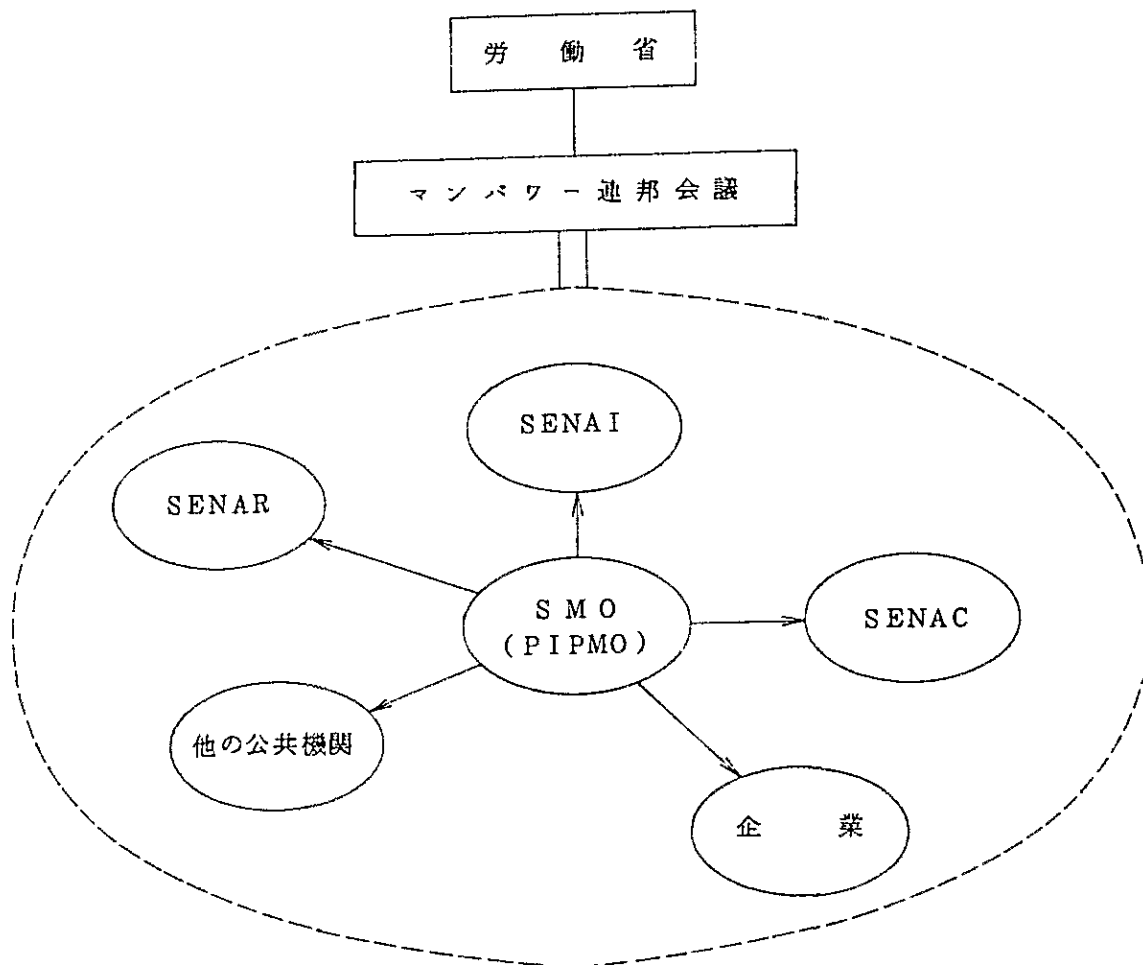 労働省
マンパワー連邦会議
SENAI
SENAR
SMO
(PIPMO)
SENAC
他の公共機関
企業